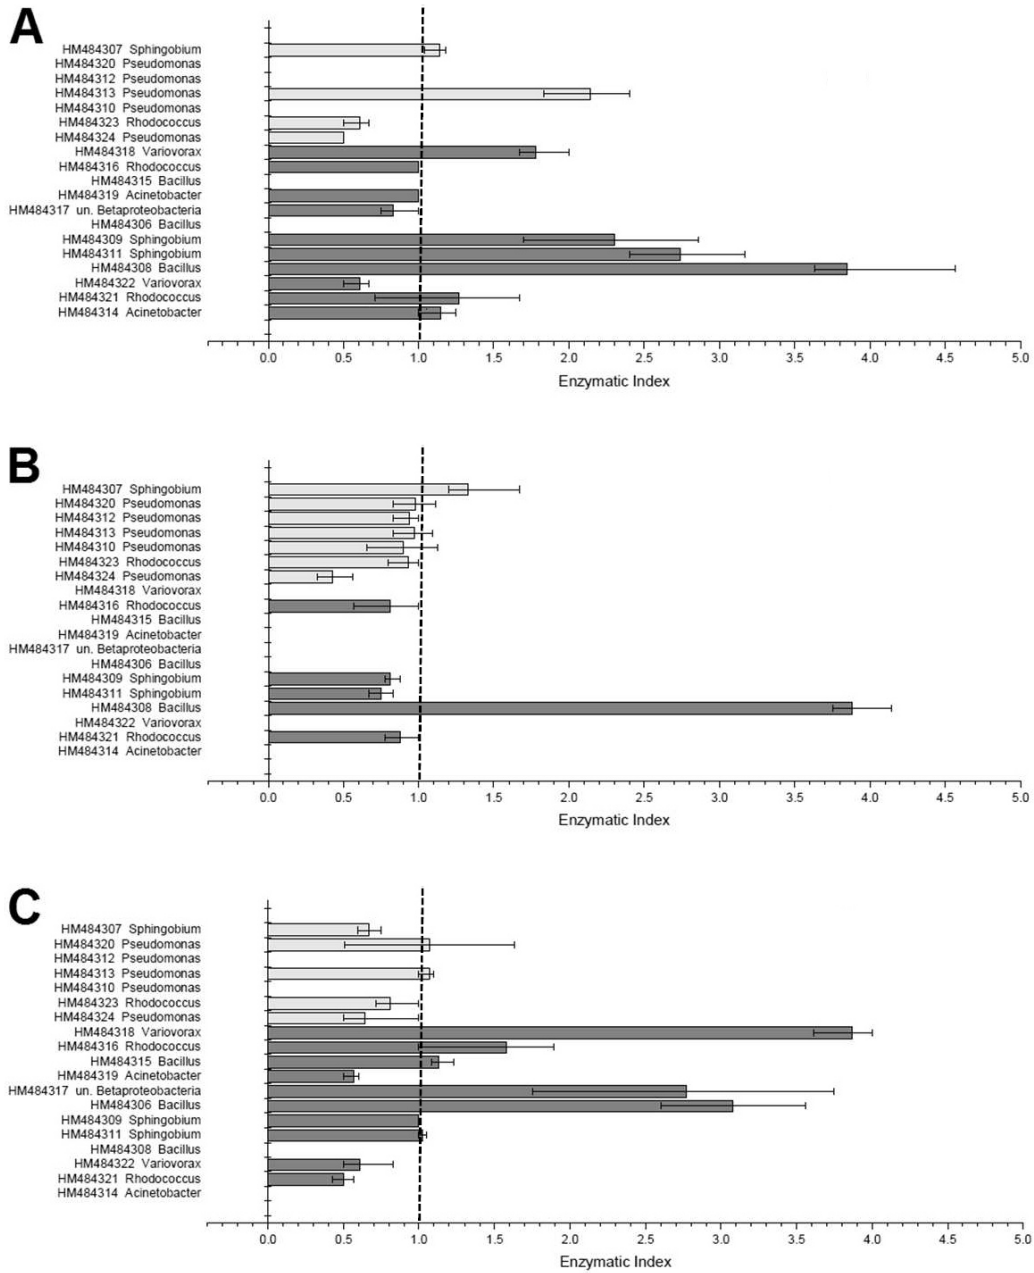 A
HM484307 Sphingobium
HM484320 Pseudomonas
HM484312 Pseudomonas
HM484313 Pseudomonas
HM484310 Pseudomonas
HM484323 Rhodococcus
HM484324 Pseudomonas
HM484318 Variovorax
HM484316 Rhodococcus
HM484315 Bacillus
HM484319 Acinetobacter
HM484317 un. Betaproteobacteria
HM484306 Bacillus
HM484309 Sphingobium
HM484311 Sphingobium
HM484308 Bacillus
HM484322 Variovorax
HM484321 Rhodococcus
HM484314 Acinetobacter
0.0 0.5 1.0 1.5 2.0 2.5 3.0 3.5 4.0 4.5 5.0
Enzymatic Index
B
HM484307 Sphingobium
HM484320 Pseudomonas
HM484312 Pseudomonas
HM484313 Pseudomonas
HM484310 Pseudomonas
HM484323 Rhodococcus
HM484324 Pseudomonas
HM484318 Variovorax
HM484316 Rhodococcus
HM484315 Bacillus
HM484319 Acinetobacter
HM484317 un. Betaproteobacteria
HM484306 Bacillus
HM484309 Sphingobium
HM484311 Sphingobium
HM484308 Bacillus
HM484322 Variovorax
HM484321 Rhodococcus
HM484314 Acinetobacter
0.0 0.5 1.0 1.5 2.0 2.5 3.0 3.5 4.0 4.5 5.0
Enzymatic Index
C
HM484307 Sphingobium
HM484320 Pseudomonas
HM484312 Pseudomonas
HM484313 Pseudomonas
HM484310 Pseudomonas
HM484323 Rhodococcus
HM484324 Pseudomonas
HM484318 Variovorax
HM484316 Rhodococcus
HM484315 Bacillus
HM484319 Acinetobacter
HM484317 un. Betaproteobacteria
HM484306 Bacillus
HM484309 Sphingobium
HM484311 Sphingobium
HM484308 Bacillus
HM484322 Variovorax
HM484321 Rhodococcus
HM484314 Acinetobacter
0.0 0.5 1.0 1.5 2.0 2.5 3.0 3.5 4.0 4.5 5.0
Enzymatic Index